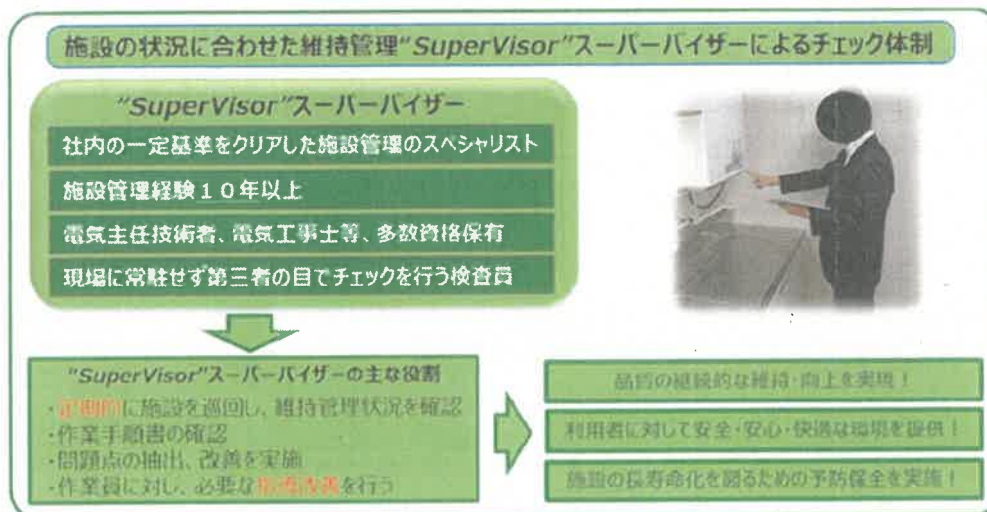 施設の状況に合わせた維持管理"SuperVisor"スーパーバイザーによるチェック体制
"SuperVisor"スーパーバイザー
社内の一定基準をクリアした施設管理のスペシャリスト
施設管理経験10年以上
電気主任技術者、電気工事士等、多数資格保有
現場に常駐せず第三者の目でチェックを行う検査員
"SuperVisor"スーパーバイザーの主な役割
・定期的に施設を巡回し、維持管理状況を確認
・作業手順書の確認
・問題点の抽出、改善を実施
・作業員に対し、必要な指導改善を行う
品質の継続的な維持・向上を実現！
利用者に対して安全・安心・快適な環境を提供！
施設の長寿命化を図るための予防保全を実施！